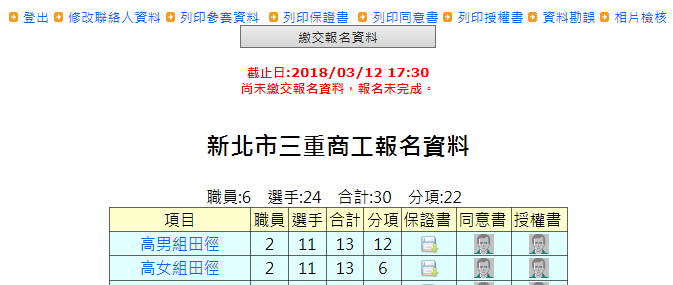 登出 修改聯絡人資料 列印參賽資料 列印保證書 列印同意書 列印授權書 資料勘誤 相片檢核
繳交報名資料
截止日:2018/03/12 17:30
尚未繳交報名資料，報名未完成。
新北市三重商工報名資料
職員:6 選手:24 合計:30 分項:22
項目 職員 選手 合計 分項 保證書 同意書 授權書
高男組田徑 2 11 13 12
高女組田徑 2 11 13 6